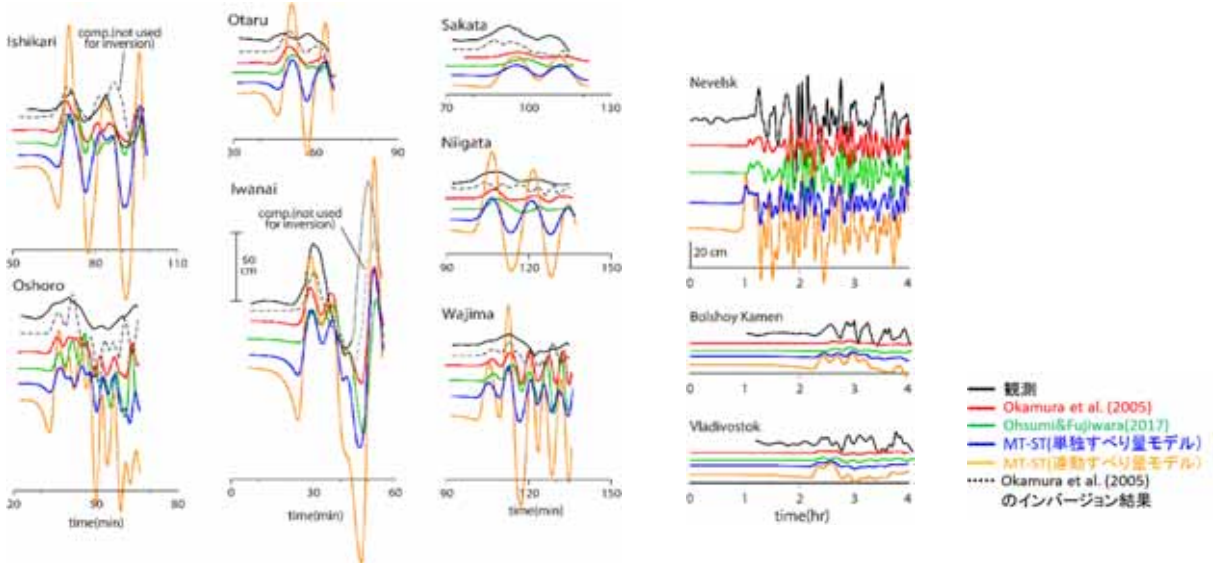 Ishikari
comp.(not used
for inversion)
50 80 110
Oshoro
20 90 80
time(min)
Otaru
30 60 90
Iwanai
comp.(not used
for inversion)
50
cm
0 30 60
time(min)
Sakata
70 100 130
Niigata
90 120 150
Wajima
90 120 150
time(min)
Nevelsk
20 cm
0 1 2 3 4
Bolshoy Kamen
0 1 2 3 4
Vladivostok
0 1 2 3 4
time(hr)
観測
Okamura et al. (2005)
Ohsumi&Fujiwara(2017)
MT-ST(単独すべり量モデル)
MT-ST(連動すべり量モデル)
Okamura et al. (2005)
のインバージョン結果